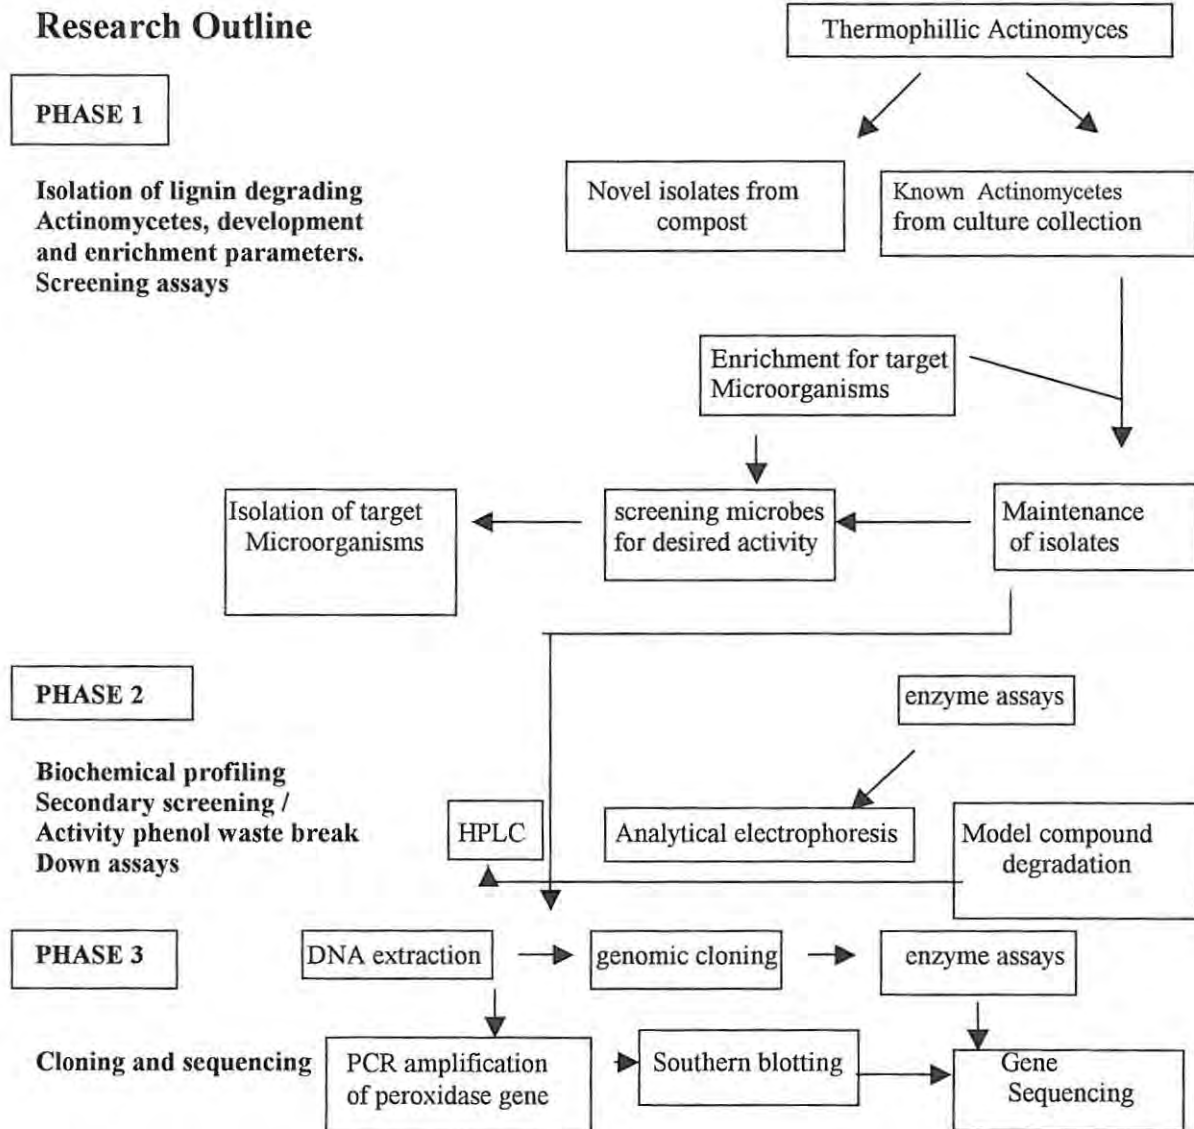 Research Outline
Thermophillic Actinomyces
PHASE 1
Isolation of lignin degrading
Actinomycetes, development
and enrichment parameters.
Screening assays
Novel isolates from
compost
Known Actinomycetes
from culture collection
Enrichment for target
Microorganisms
Isolation of target
Microorganisms
screening microbes
for desired activity
Maintenance
of isolates
PHASE 2
Biochemical profiling
Secondary screening /
Activity phenol waste break
Down assays
enzyme assays
HPLC
Analytical electrophoresis
Model compound
degradation
PHASE 3
DNA extraction
genomic cloning
enzyme assays
Cloning and sequencing
PCR amplification
of peroxidase gene
Southern blotting
Gene
Sequencing